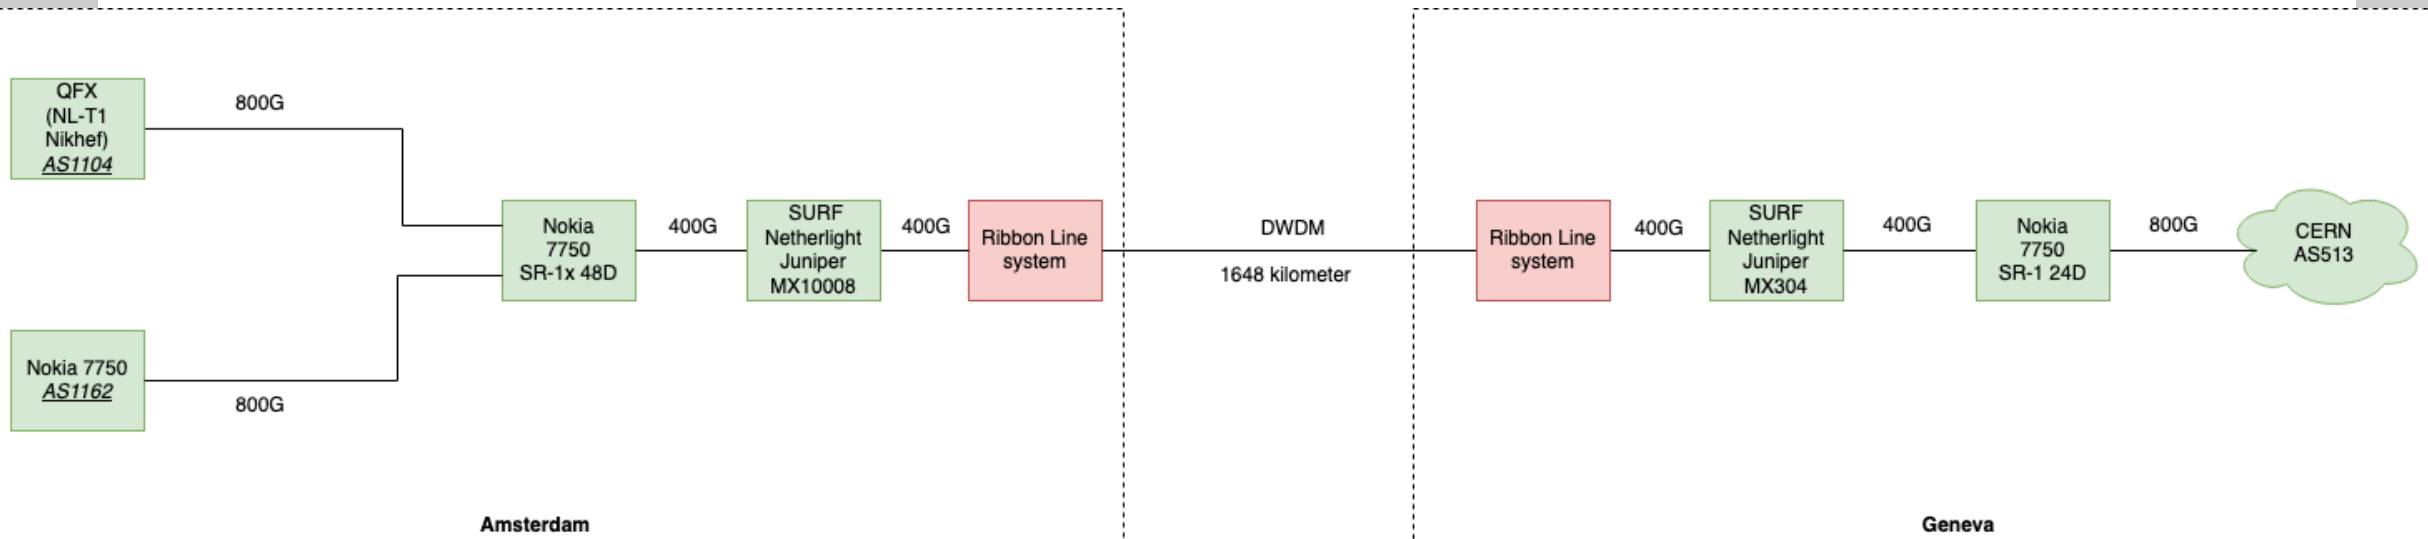 QFX
(NL-T1
Nikhef)
AS1104
800G
Nokia 7750
AS1162
800G
Nokia
7750
SR-1x 48D
400G
SURF
Netherlight
Juniper
MX10008
400G
Ribbon Line
system
DWDM
1648 kilometer
Ribbon Line
system
400G
SURF
Netherlight
Juniper
MX304
400G
Nokia
7750
SR-1 24D
800G
CERN
AS513
Amsterdam
Geneva